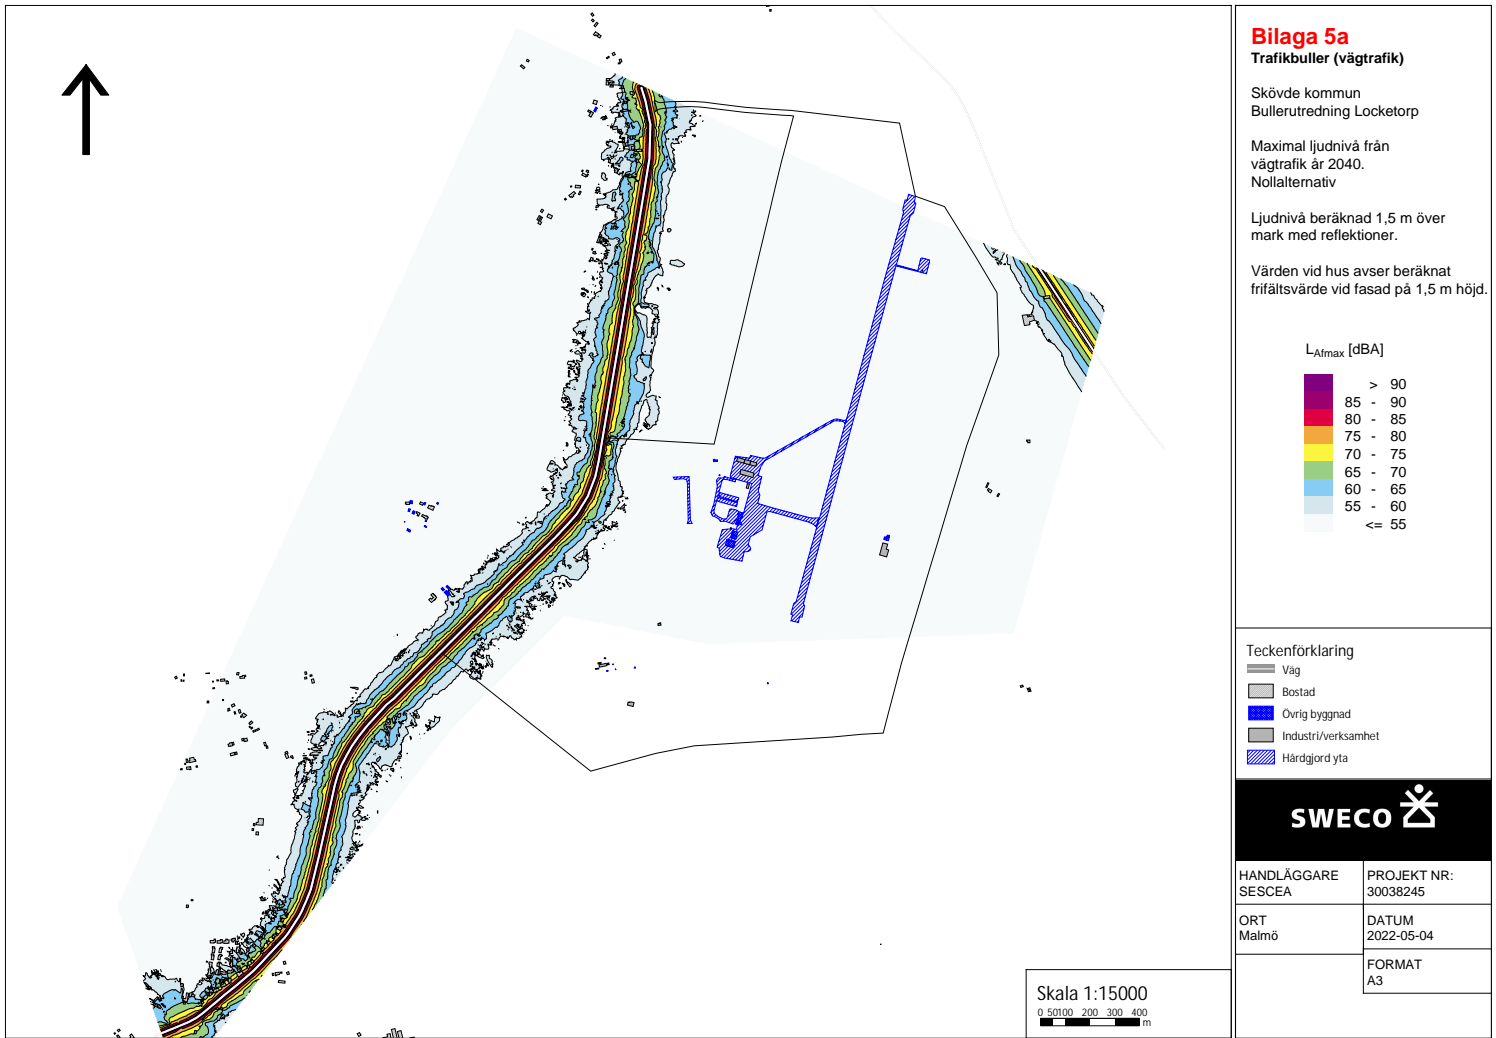 Bilaga 5a
Trafikbuller (vägtrafik)
Skövde kommun
Bullerutredning Locketorp
Maximal ljudnivå från
vägtrafik år 2040.
Nollalternativ
Ljudnivå beräknad 1,5 m över
mark med reflektioner.
Värden vid hus avser beräknat
frifältsvärde vid fasad på 1,5 m höjd.
LAfmax [dBA]
> 90
85 - 90
80 - 85
75 - 80
70 - 75
65 - 70
60 - 65
55 - 60
<= 55
Teckenförklaring
Väg
Bostad
Övrig byggnad
Industri/verksamhet
Hårdgjord yta
SWECO
HANDLÄGGARE
SESCEA
PROJEKT NR:
30038245
ORT
Malmö
DATUM
2022-05-04
FORMAT
A3
Skala 1:15000
0 50100 200 300 400
m